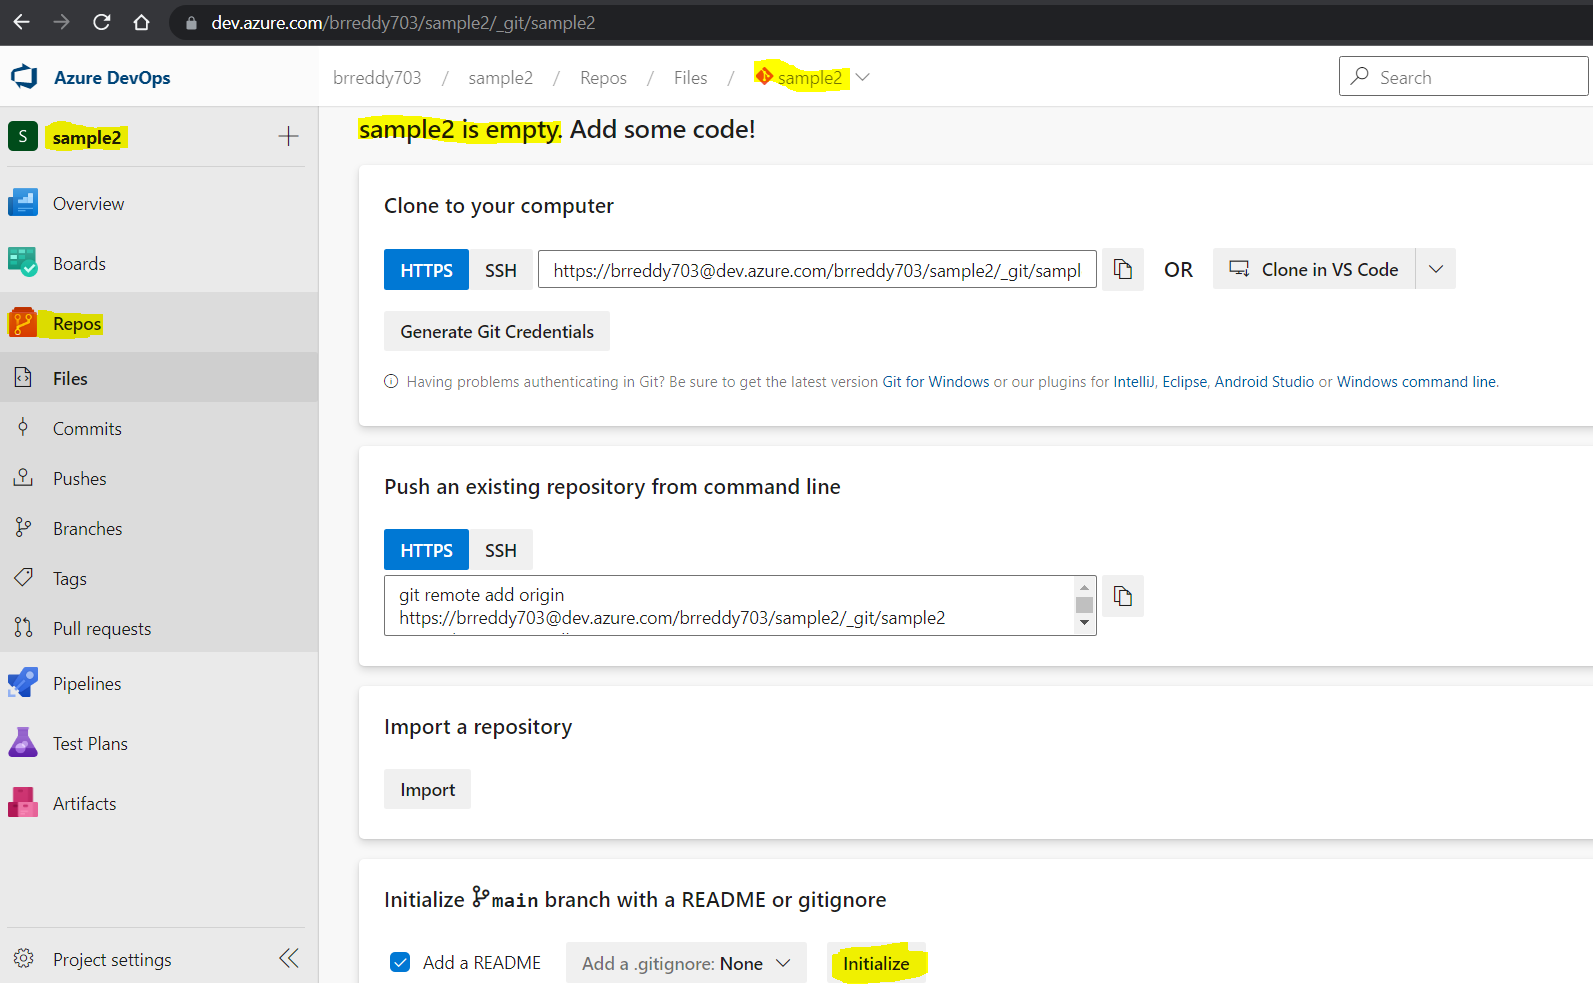 dev.azure.com/brreddy703/sample2/_git/sample2
Azure DevOps
brreddy703 / sample2 / Repos / Files / sample2
Search
S sample2
Overview
Boards
Repos
Files
Commits
Pushes
Branches
Tags
Pull requests
Pipelines
Test Plans
Artifacts
Project settings
sample2 is empty. Add some code!
Clone to your computer
HTTPS SSH https://brreddy703@dev.azure.com/brreddy703/sample2/_git/sampl OR Clone in VS Code
Generate Git Credentials
Having problems authenticating in Git? Be sure to get the latest version Git for Windows or our plugins for IntelliJ, Eclipse, Android Studio or Windows command line.
Push an existing repository from command line
HTTPS SSH
git remote add origin
https://brreddy703@dev.azure.com/brreddy703/sample2/_git/sample2
Import a repository
Import
Initialize main branch with a README or gitignore
Add a README Add a .gitignore: None Initialize